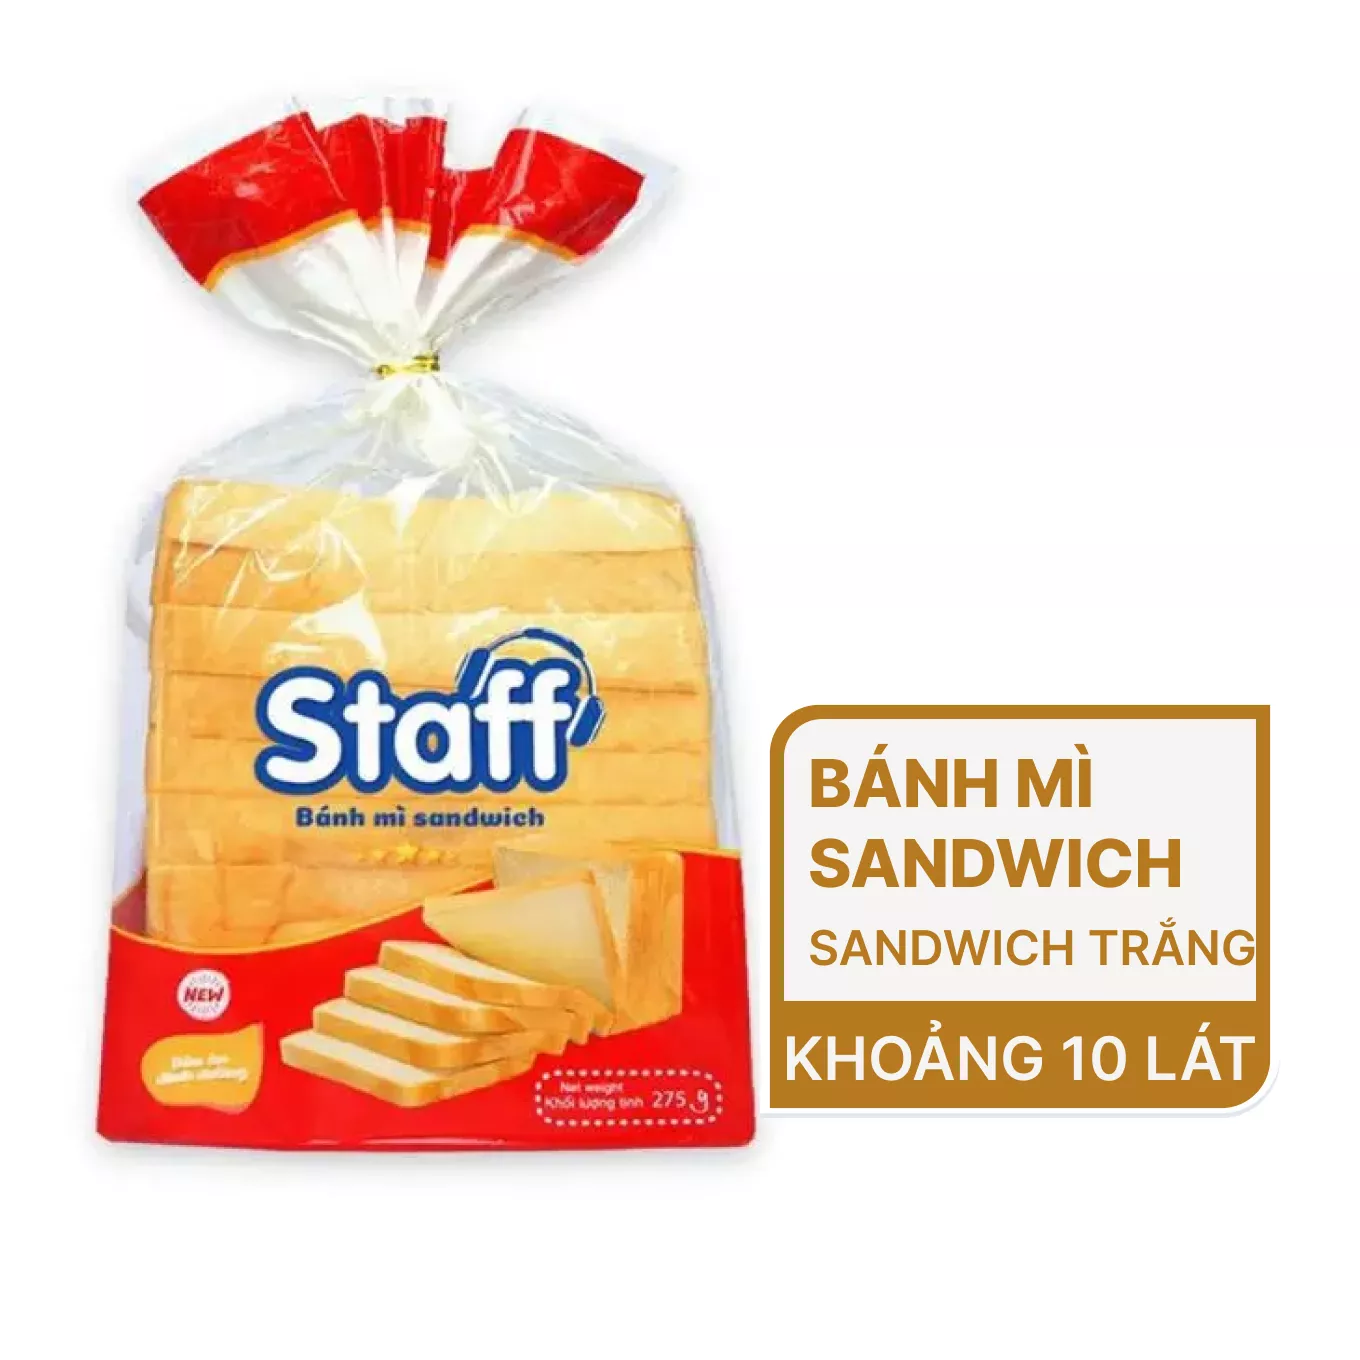 Staff
Bánh mì sandwich
NEW
Net weight
Khối lượng tịnh 275 g
BÁNH MÌ
SANDWICH
SANDWICH TRẮNG
KHOẢNG 10 LÁT